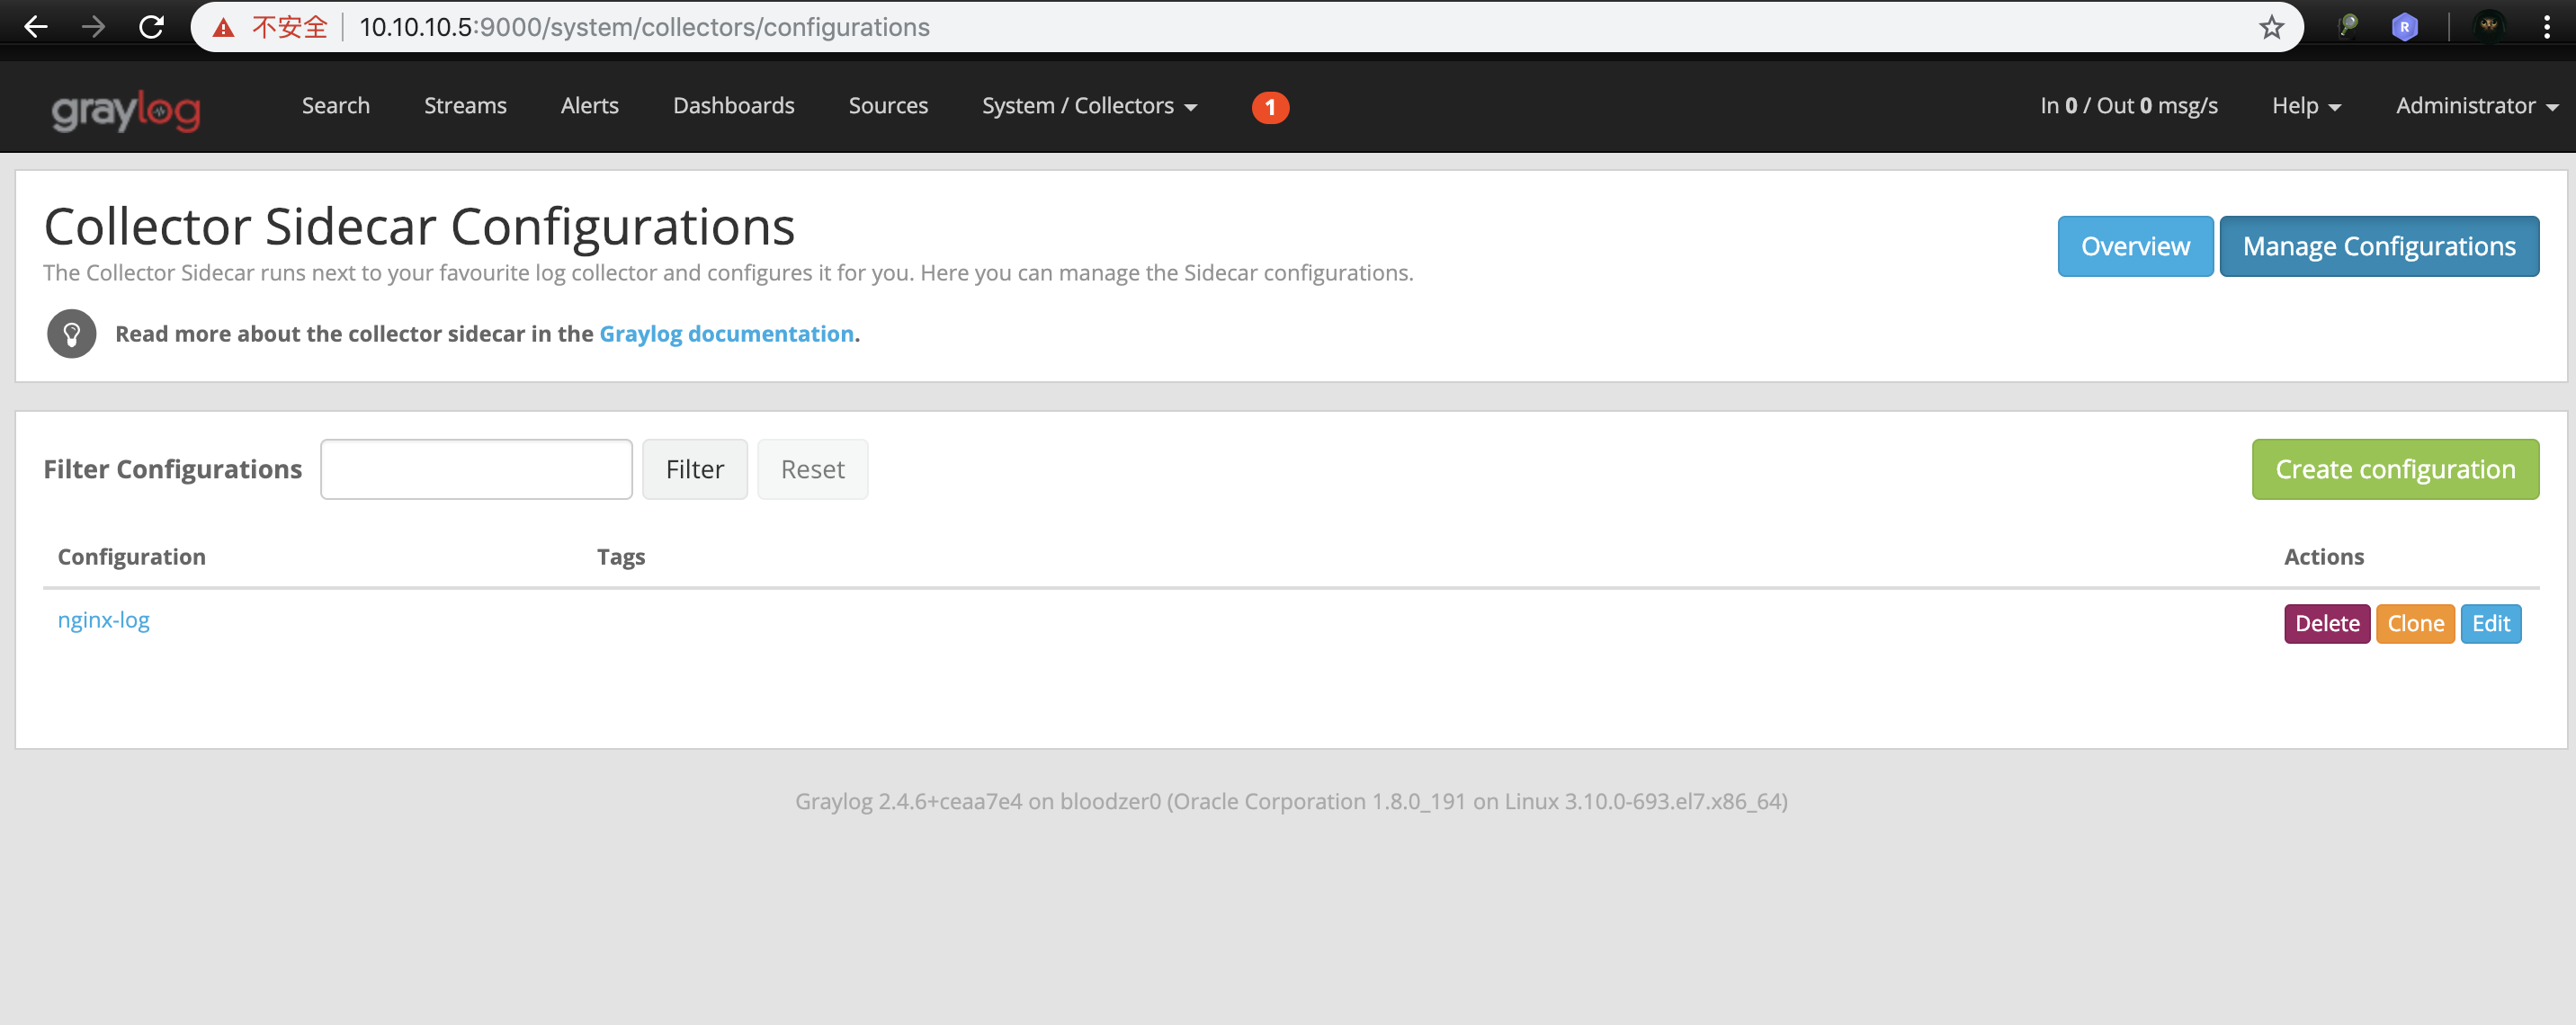 不安全 10.10.10.5:9000/system/collectors/configurations R
graylog Search Streams Alerts Dashboards Sources System / Collectors 1 In 0 / Out 0 msg/s Help Administrator
Collector Sidecar Configurations
Overview Manage Configurations
The Collector Sidecar runs next to your favourite log collector and configures it for you. Here you can manage the Sidecar configurations.
Read more about the collector sidecar in the Graylog documentation.
Filter Configurations Filter Reset Create configuration
Configuration Tags Actions
nginx-log Delete Clone Edit
Graylog 2.4.6+ceaa7e4 on bloodzer0 (Oracle Corporation 1.8.0_191 on Linux 3.10.0-693.el7.x86_64)